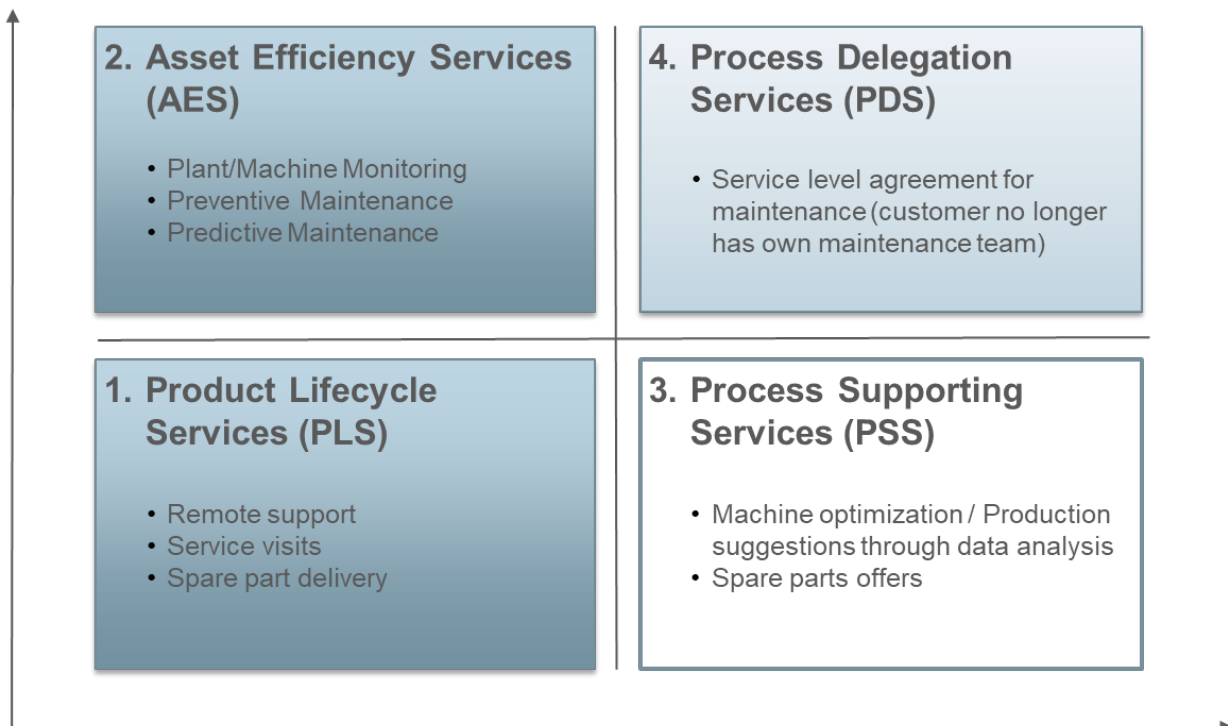 2. Asset Efficiency Services
(AES)
• Plant/Machine Monitoring
• Preventive Maintenance
• Predictive Maintenance
4. Process Delegation
Services (PDS)
• Service level agreement for
maintenance (customer no longer
has own maintenance team)
1. Product Lifecycle
Services (PLS)
• Remote support
• Service visits
• Spare part delivery
3. Process Supporting
Services (PSS)
• Machine optimization / Production
suggestions through data analysis
• Spare parts offers